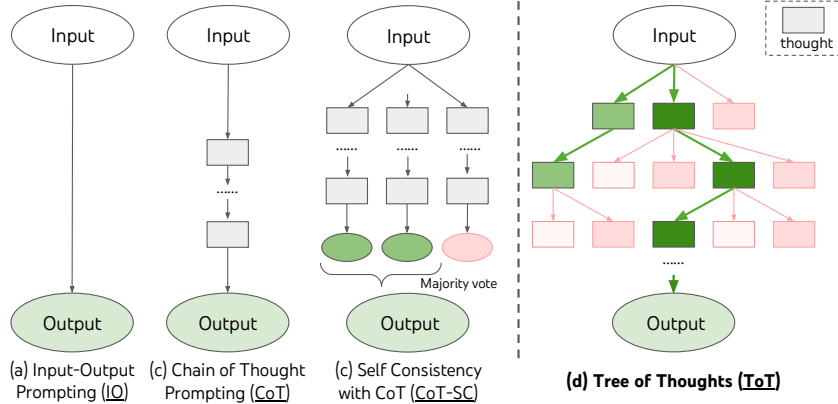 Input
Input
Input
Input
thought
......
......
......
......
......
Majority vote
Output
Output
Output
Output
(a) Input-Output
Prompting (IO)
(c) Chain of Thought
Prompting (CoT)
(c) Self Consistency
with CoT (CoT-SC)
(d) Tree of Thoughts (ToT)